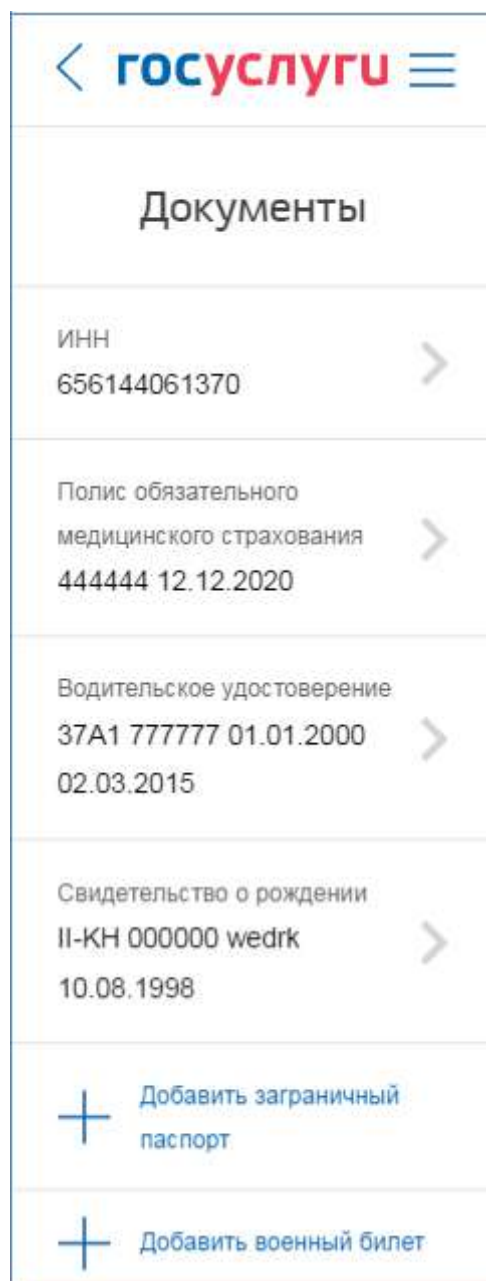 госуслуги
Документы
ИНН
656144061370
Полис обязательного
медицинского страхования
444444 12.12.2020
Водительское удостоверение
37А1 777777 01.01.2000
02.03.2015
Свидетельство о рождении
II-КН 000000 wedrk
10.08.1998
Добавить заграничный
паспорт
Добавить военный билет